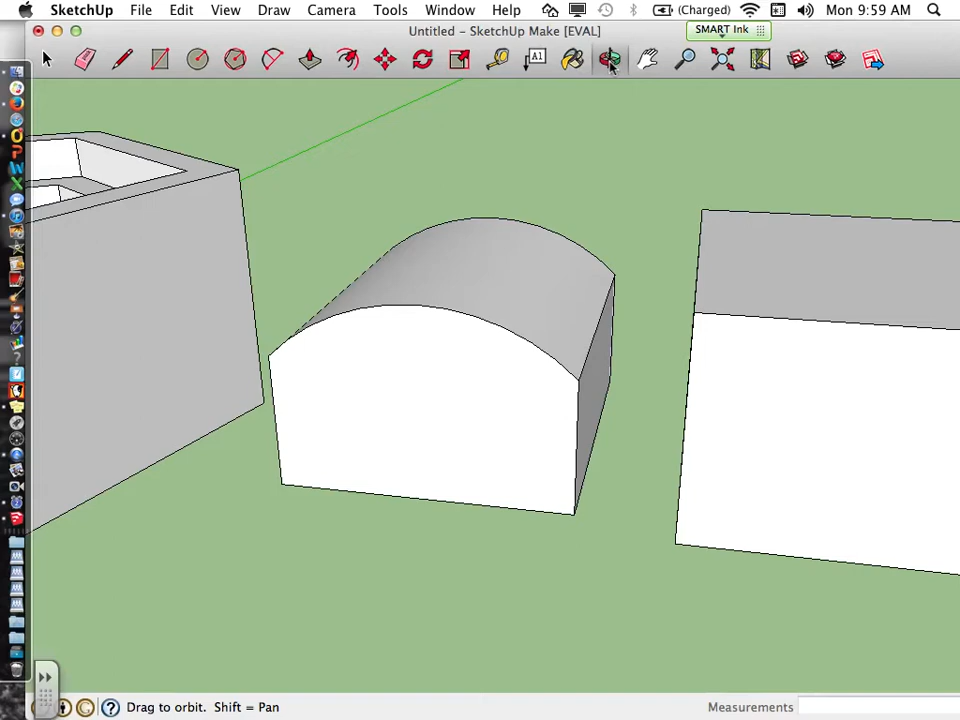 SketchUp File Edit View Draw Camera Tools Window Help (Charged) Mon 9:59 AM
Untitled - SketchUp Make [EVAL]
SMART Ink
A1
Drag to orbit. Shift = Pan
Measurements